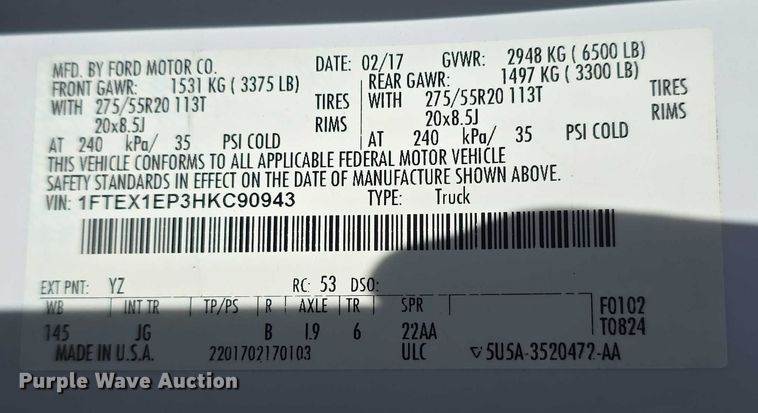 MFD. BY FORD MOTOR CO. DATE: 02/17 GVWR: 2948 KG ( 6500 LB)
FRONT GAWR: 1531 KG ( 3375 LB) REAR GAWR: 1497 KG ( 3300 LB)
WITH 275/55R20 113T TIRES WITH 275/55R20 113T TIRES
20x8.5J RIMS 20x8.5J RIMS
AT 240 kPa/ 35 PSI COLD AT 240 kPa/ 35 PSI COLD
THIS VEHICLE CONFORMS TO ALL APPLICABLE FEDERAL MOTOR VEHICLE
SAFETY STANDARDS IN EFFECT ON THE DATE OF MANUFACTURE SHOWN ABOVE.
VIN: 1FTEX1EP3HKC90943 TYPE: Truck
EXT PNT: YZ RC: 53 DSO:
WB INT TR TP/PS R AXLE TR SPR F0102
145 JG B 1.9 6 22AA T0824
MADE IN U.S.A. 2201702170103 ULC 5U5A-3520472-AA
Purple Wave Auction